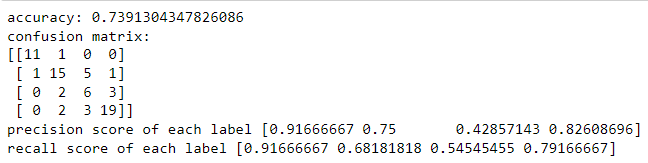 accuracy: 0.7391304347826086
confusion matrix:
[[11  1  0  0]
 [ 1 15  5  1]
 [ 0  2  6  3]
 [ 0  2  3 19]]
precision score of each label [0.91666667 0.75       0.42857143 0.82608696]
recall score of each label [0.91666667 0.68181818 0.54545455 0.79166667]